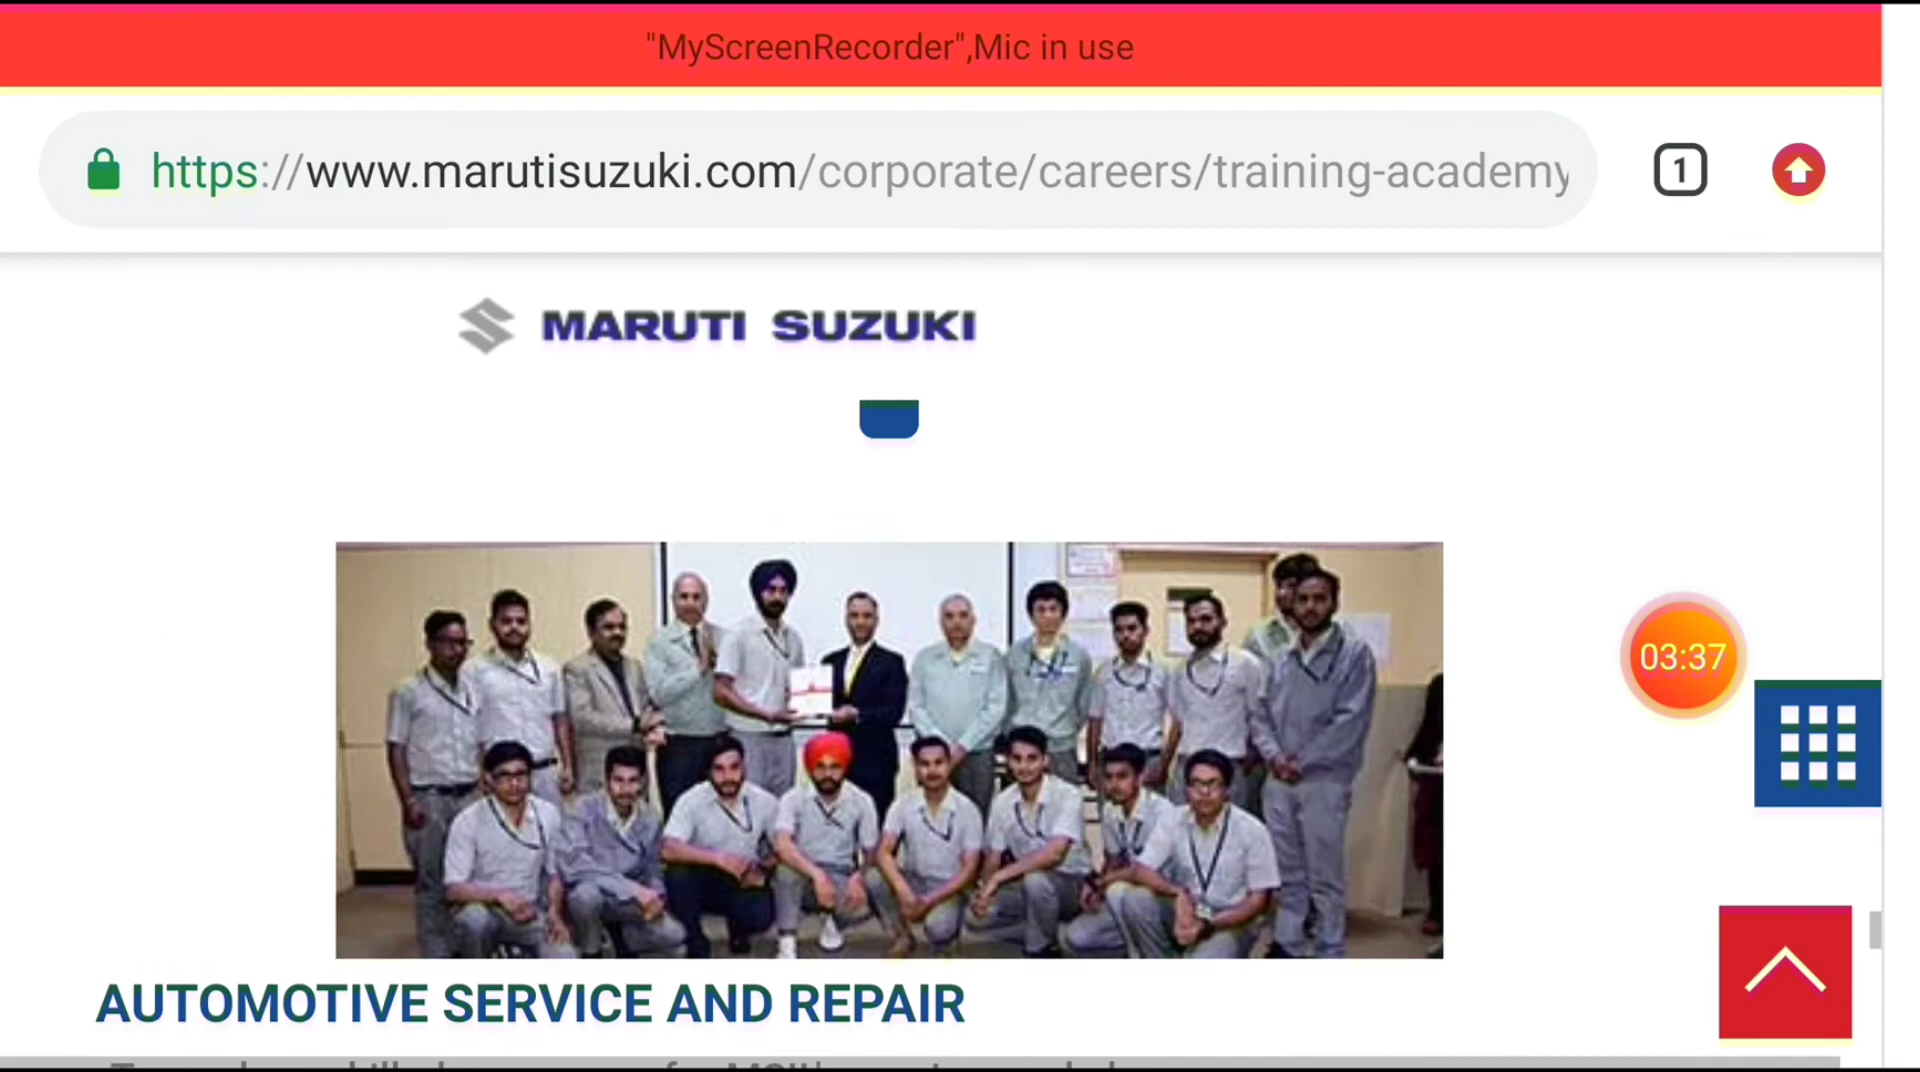 "MyScreenRecorder",Mic in use
https://www.marutisuzuki.com/corporate/careers/training-academy
1
MARUTI SUZUKI
03:37
AUTOMOTIVE SERVICE AND REPAIR